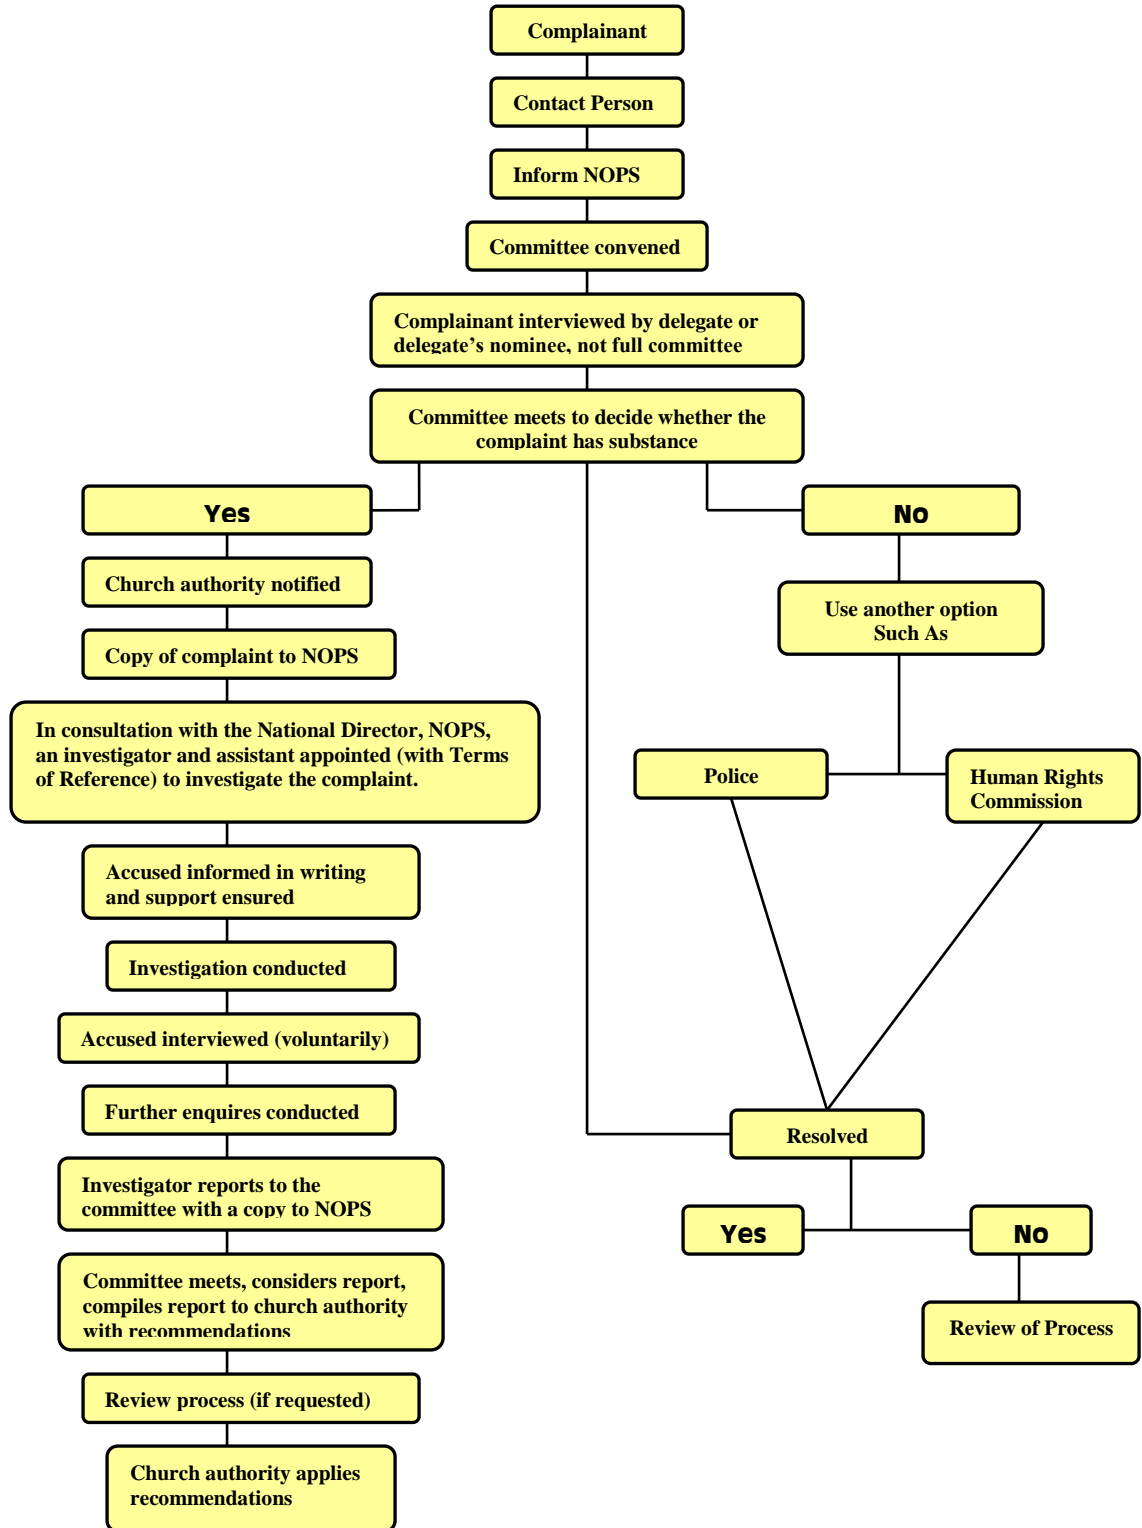 Complainant
Contact Person
Inform NOPS
Committee convened
Complainant interviewed by delegate or
delegate's nominee, not full committee
Committee meets to decide whether the
complaint has substance
Yes
Church authority notified
Copy of complaint to NOPS
In consultation with the National Director, NOPS,
an investigator and assistant appointed (with Terms
of Reference) to investigate the complaint.
Accused informed in writing
and support ensured
Investigation conducted
Accused interviewed (voluntarily)
Further enquires conducted
Investigator reports to the
committee with a copy to NOPS
Committee meets, considers report,
compiles report to church authority
with recommendations
Review process (if requested)
Church authority applies
recommendations
No
Use another option
Such As
Police
Human Rights
Commission
Resolved
Yes
No
Review of Process